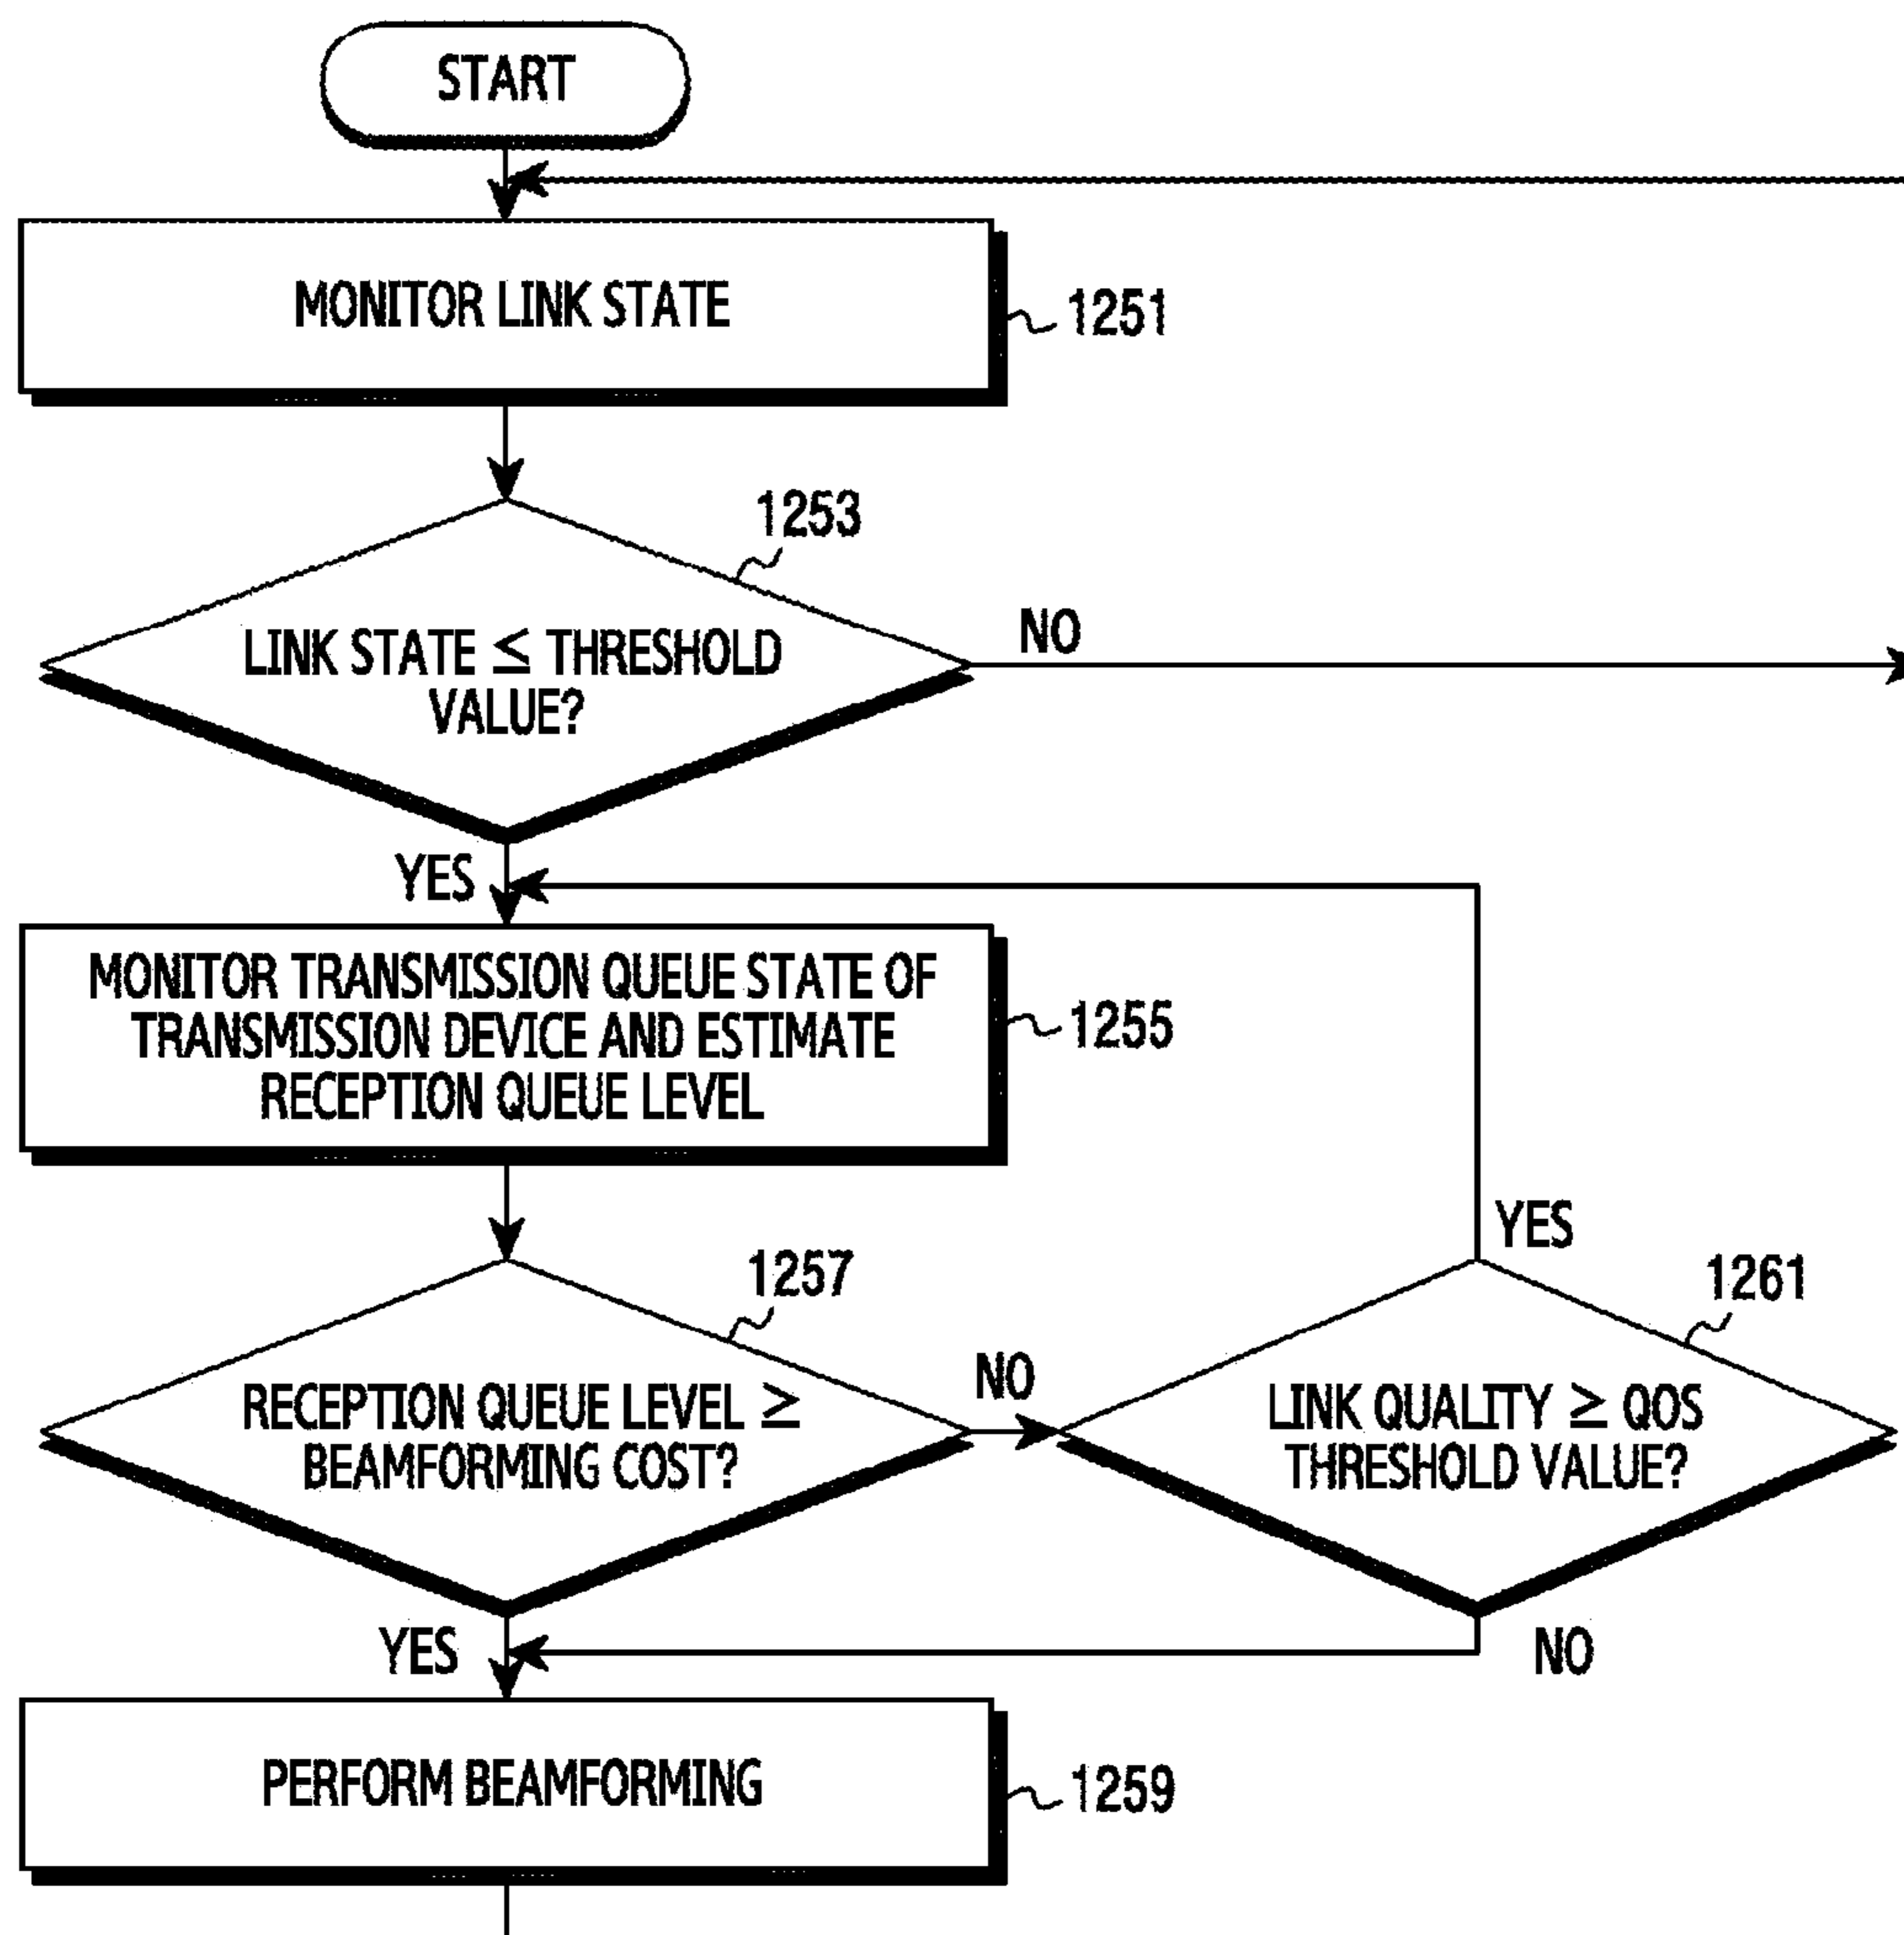 START
MONITOR LINK STATE
1251
1253
LINK STATE ≤ THRESHOLD
VALUE?
NO
YES
MONITOR TRANSMISSION QUEUE STATE OF
TRANSMISSION DEVICE AND ESTIMATE
RECEPTION QUEUE LEVEL
1255
1257
RECEPTION QUEUE LEVEL ≥
BEAMFORMING COST?
NO
YES
1261
LINK QUALITY ≥ QOS
THRESHOLD VALUE?
YES
NO
PERFORM BEAMFORMING
1259